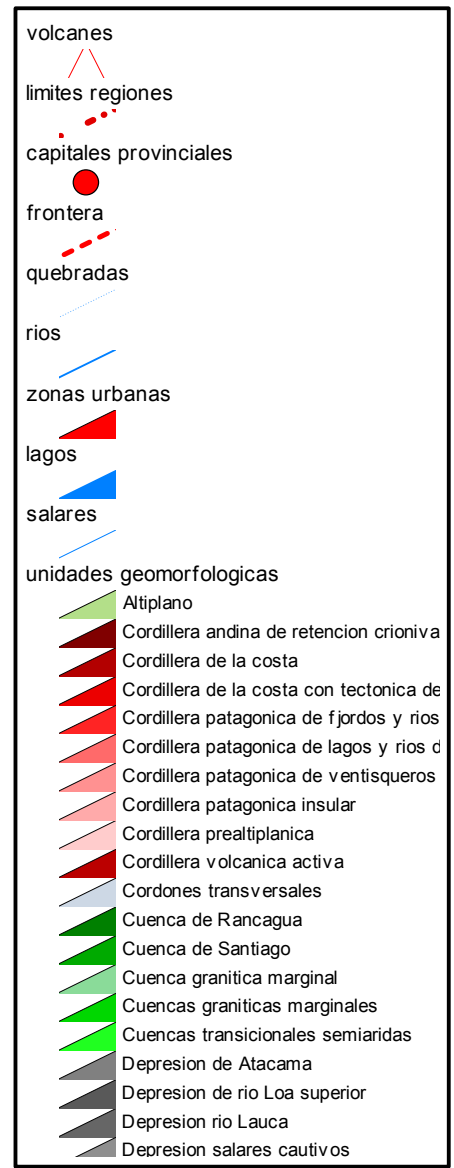 volcanes
limites regiones
capitales provinciales
frontera
quebradas
rios
zonas urbanas
lagos
salares
unidades geomorfologicas
Altiplano
Cordillera andina de retencion crioniva
Cordillera de la costa
Cordillera de la costa con tectonica de
Cordillera patagonica de fjordos y rios
Cordillera patagonica de lagos y rios d
Cordillera patagonica de ventisqueros
Cordillera patagonica insular
Cordillera prealtiplanica
Cordillera volcanica activa
Cordones transversales
Cuenca de Rancagua
Cuenca de Santiago
Cuenca granitica marginal
Cuencas graniticas marginales
Cuencas transicionales semiaridas
Depresion de Atacama
Depresion de rio Loa superior
Depresion rio Lauca
Depresion salares cautivos